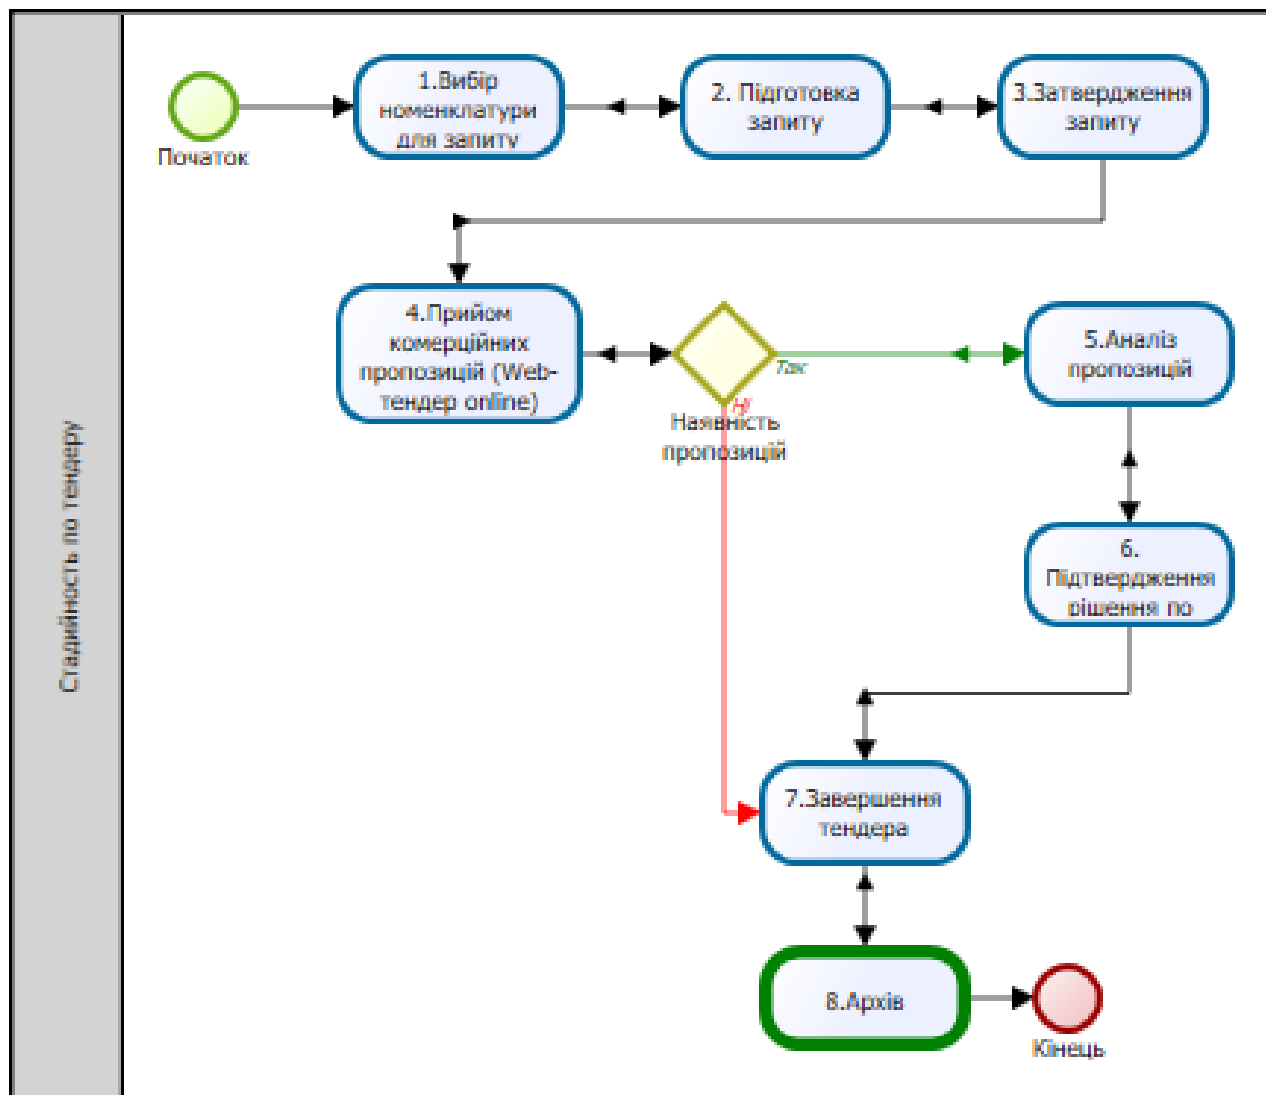 Стадийность по тендеру
Початок
1.Вибір
номенклатури
для запиту
2. Підготовка
запиту
3.Затвердження
запиту
4.Прийом
комерційних
пропозицій (Web-
тендер online)
Так
Ні
Наявність
пропозицій
5.Аналіз
пропозицій
6.
Підтвердження
рішення по
7.Завершення
тендера
8.Архів
Кінець